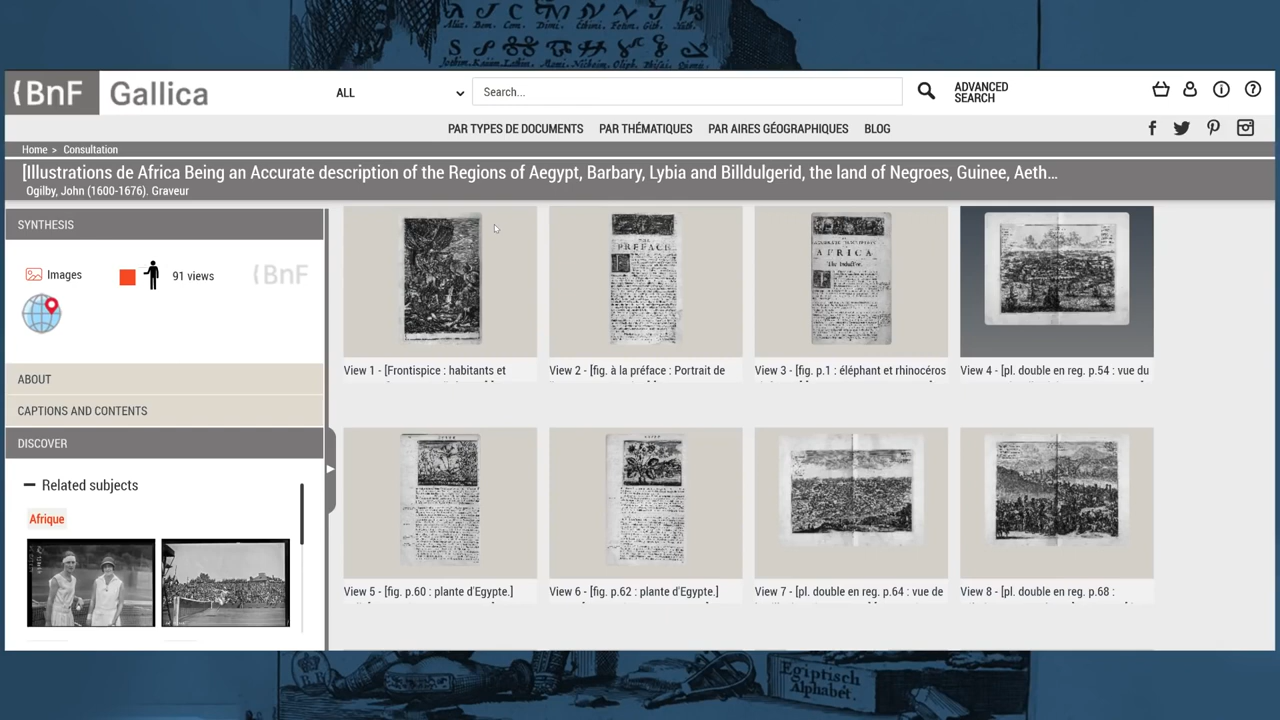 {BnF
Gallica
ALL
Search...
ADVANCED
SEARCH
PAR TYPES DE DOCUMENTS
PAR THÉMATIQUES
PAR AIRES GÉOGRAPHIQUES
BLOG
Home > Consultation
[Illustrations de Africa Being an Accurate description of the Regions of Aegypt, Barbary, Lybia and Billdulgerid, the land of Negroes, Guinee, Aeth...
Ogilby, John (1600-1676). Graveur
SYNTHESIS
Images
91 views
{BnF
ABOUT
CAPTIONS AND CONTENTS
DISCOVER
Related subjects
Afrique
PREFACE
AFRICA
View 1 - [Frontispice : habitants et
View 2 - [fig. à la préface : Portrait de
View 3 - [fig. p.1 : éléphant et rhinocéros
View 4 - [pl. double en reg. p.54 : vue du
View 5 - [fig. p.60 : plante d'Egypte.]
View 6 - [fig. p.62 : plante d'Egypte.]
View 7 - [pl. double en reg. p.64 : vue de
View 8 - [pl. double en reg. p.68 :
Egiptisch
Alphabet.